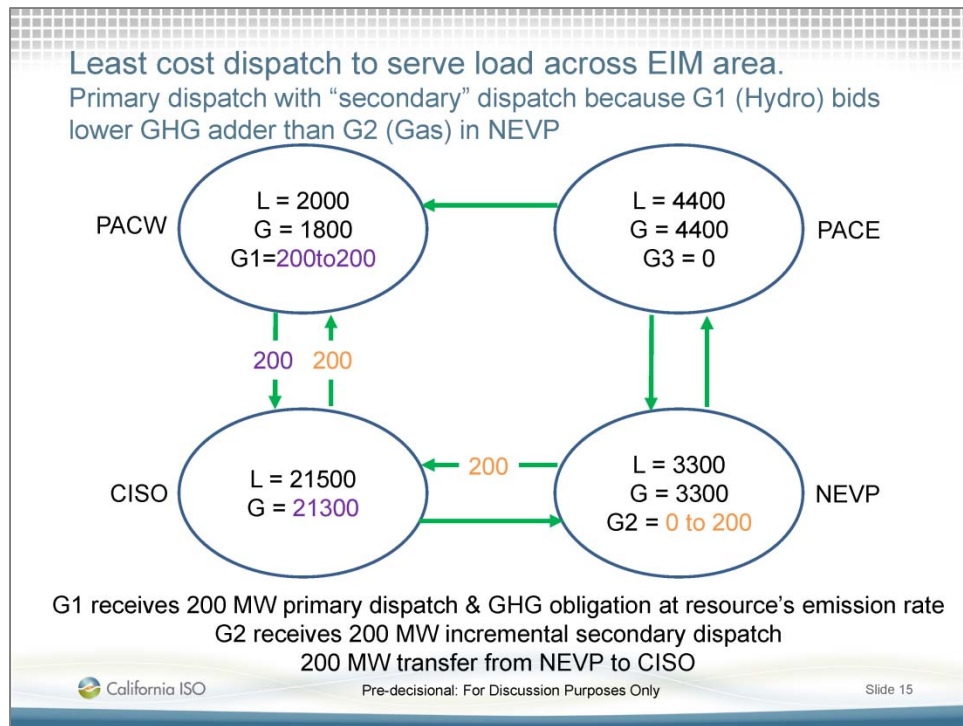 Least cost dispatch to serve load across EIM area.
Primary dispatch with “secondary” dispatch because G1 (Hydro) bids
lower GHG adder than G2 (Gas) in NEVP
PACW
L = 2000
G = 1800
G1=200to200
L = 4400
G = 4400
G3 = 0
PACE
200
200
CISO
L = 21500
G = 21300
200
L = 3300
G = 3300
G2 = 0 to 200
NEVP
G1 receives 200 MW primary dispatch & GHG obligation at resource’s emission rate
G2 receives 200 MW incremental secondary dispatch
200 MW transfer from NEVP to CISO
California ISO
Pre-decisional: For Discussion Purposes Only
Slide 15